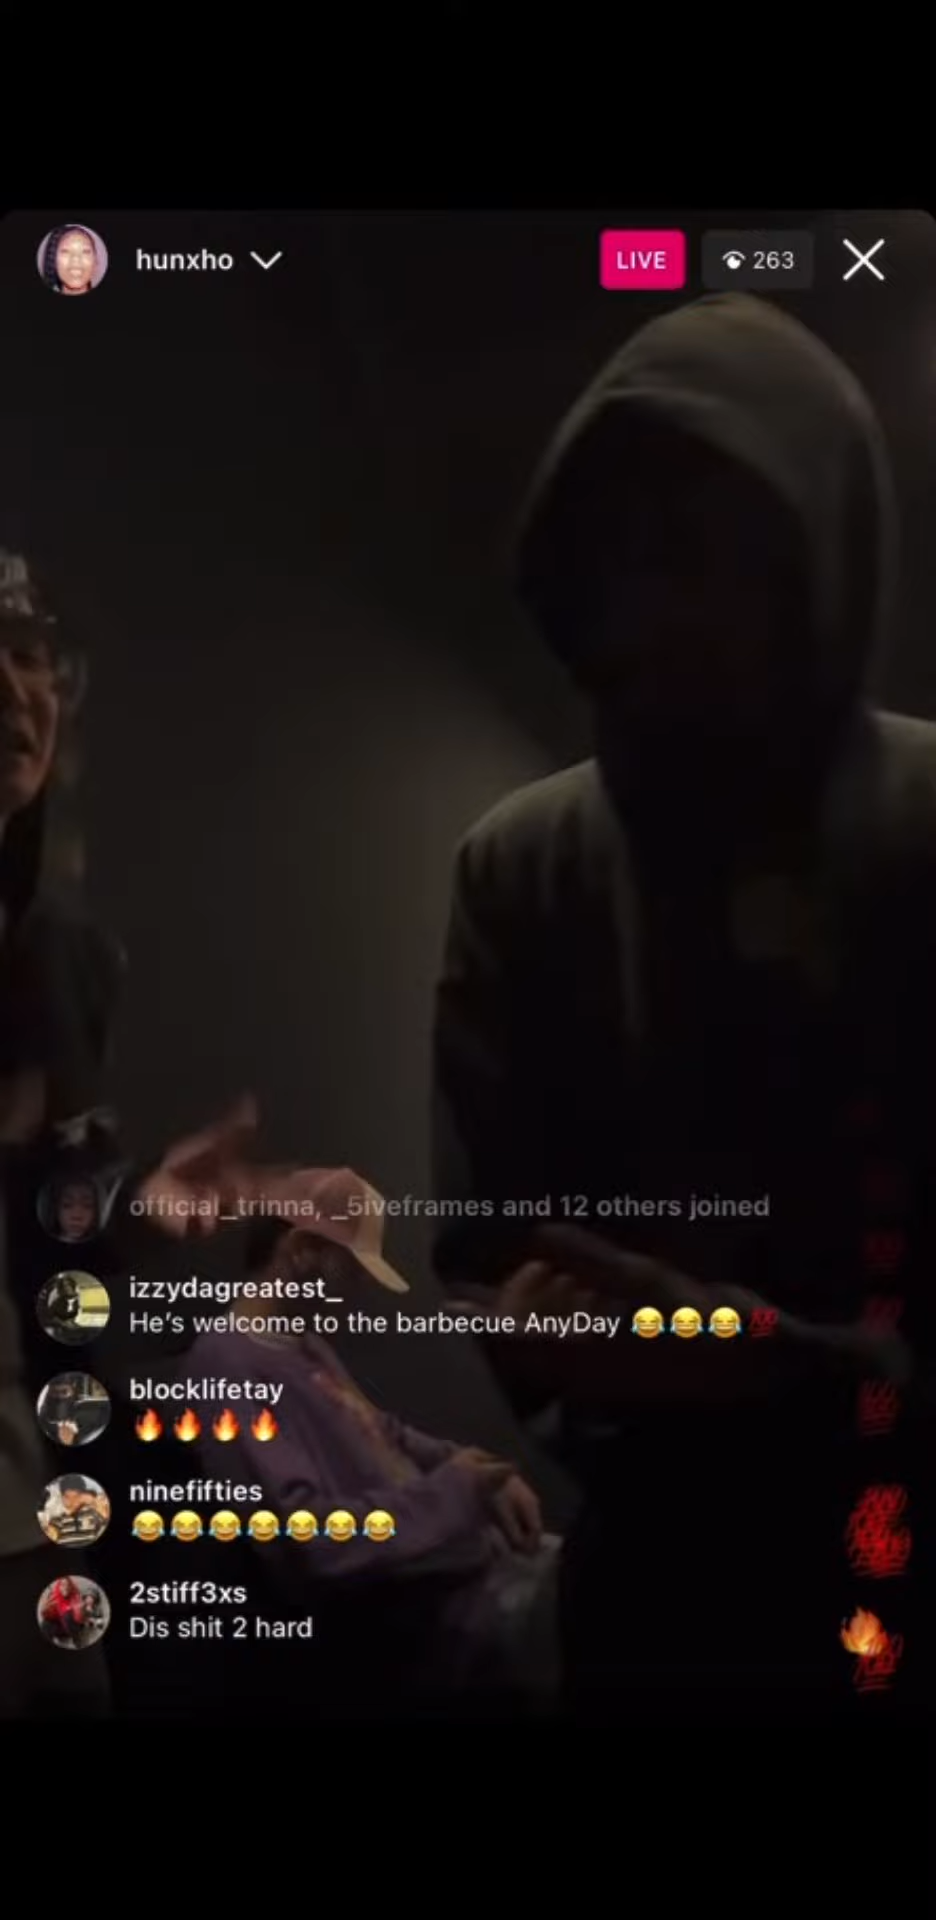 hunxho
LIVE
263
official_trinna, _5iveframes and 12 others joined
izzydagreatest_
He's welcome to the barbecue AnyDay 😂😂😂💯
blocklifetay
🔥🔥🔥🔥
ninefifties
😂😂😂😂😂😂😂
2stiff3xs
Dis shit 2 hard